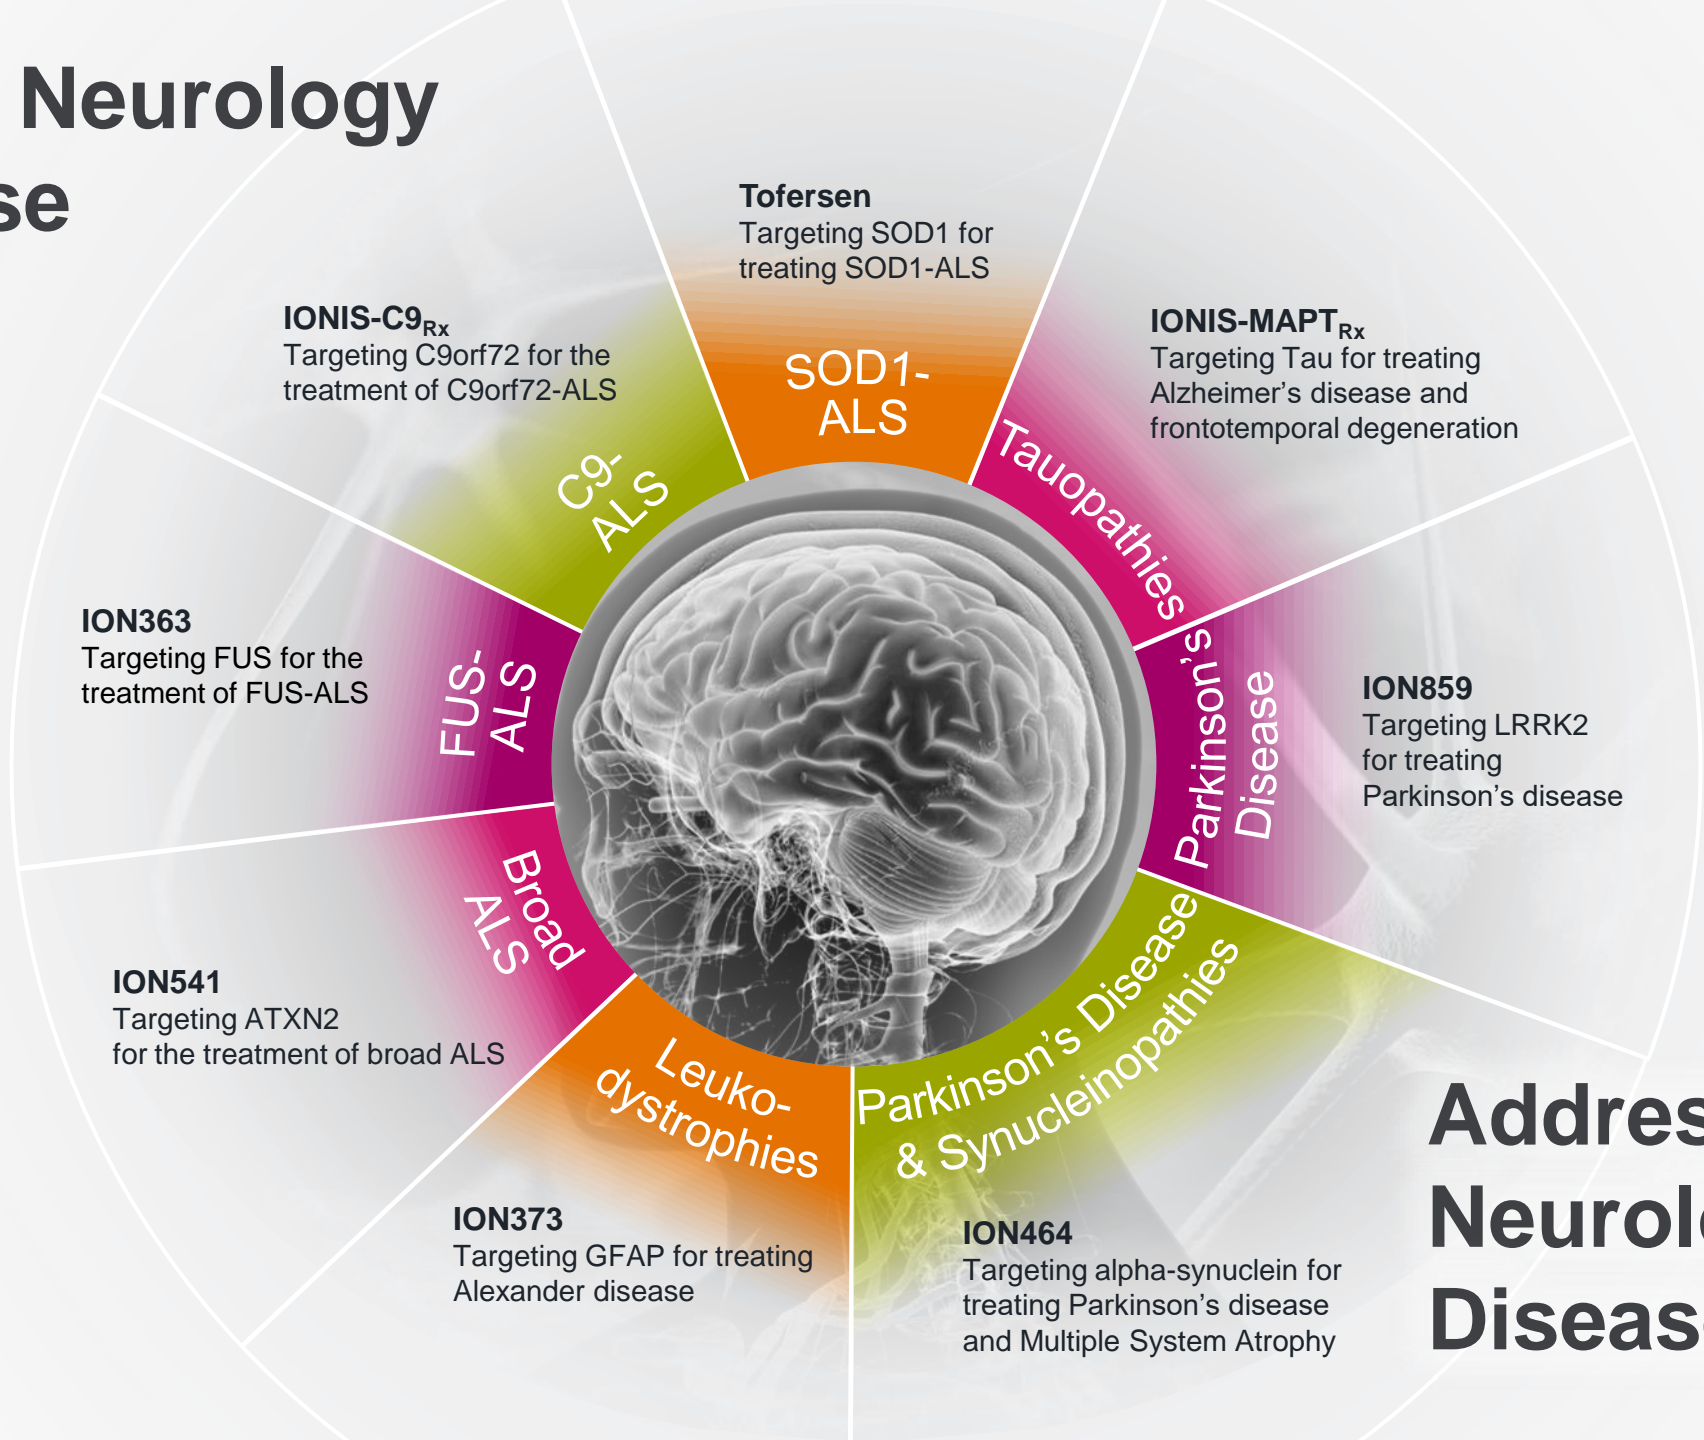 Neurology
se
Tofersen
Targeting SOD1 for
treating SOD1-ALS
SOD1-
ALS
IONIS-MAPTRx
Targeting Tau for treating
Alzheimer’s disease and
frontotemporal degeneration
Tauopathies
ION859
Targeting LRRK2
for treating
Parkinson’s disease
Parkinson’s
Disease
Parkinson’s Disease
& Synucleinopathies
ION464
Targeting alpha-synuclein for
treating Parkinson’s disease
and Multiple System Atrophy
Leuko-
dystrophies
ION373
Targeting GFAP for treating
Alexander disease
Broad
ALS
ION541
Targeting ATXN2
for the treatment of broad ALS
FUS-
ALS
ION363
Targeting FUS for the
treatment of FUS-ALS
C9-
ALS
IONIS-C9Rx
Targeting C9orf72 for the
treatment of C9orf72-ALS
Addres
Neurol
Diseas